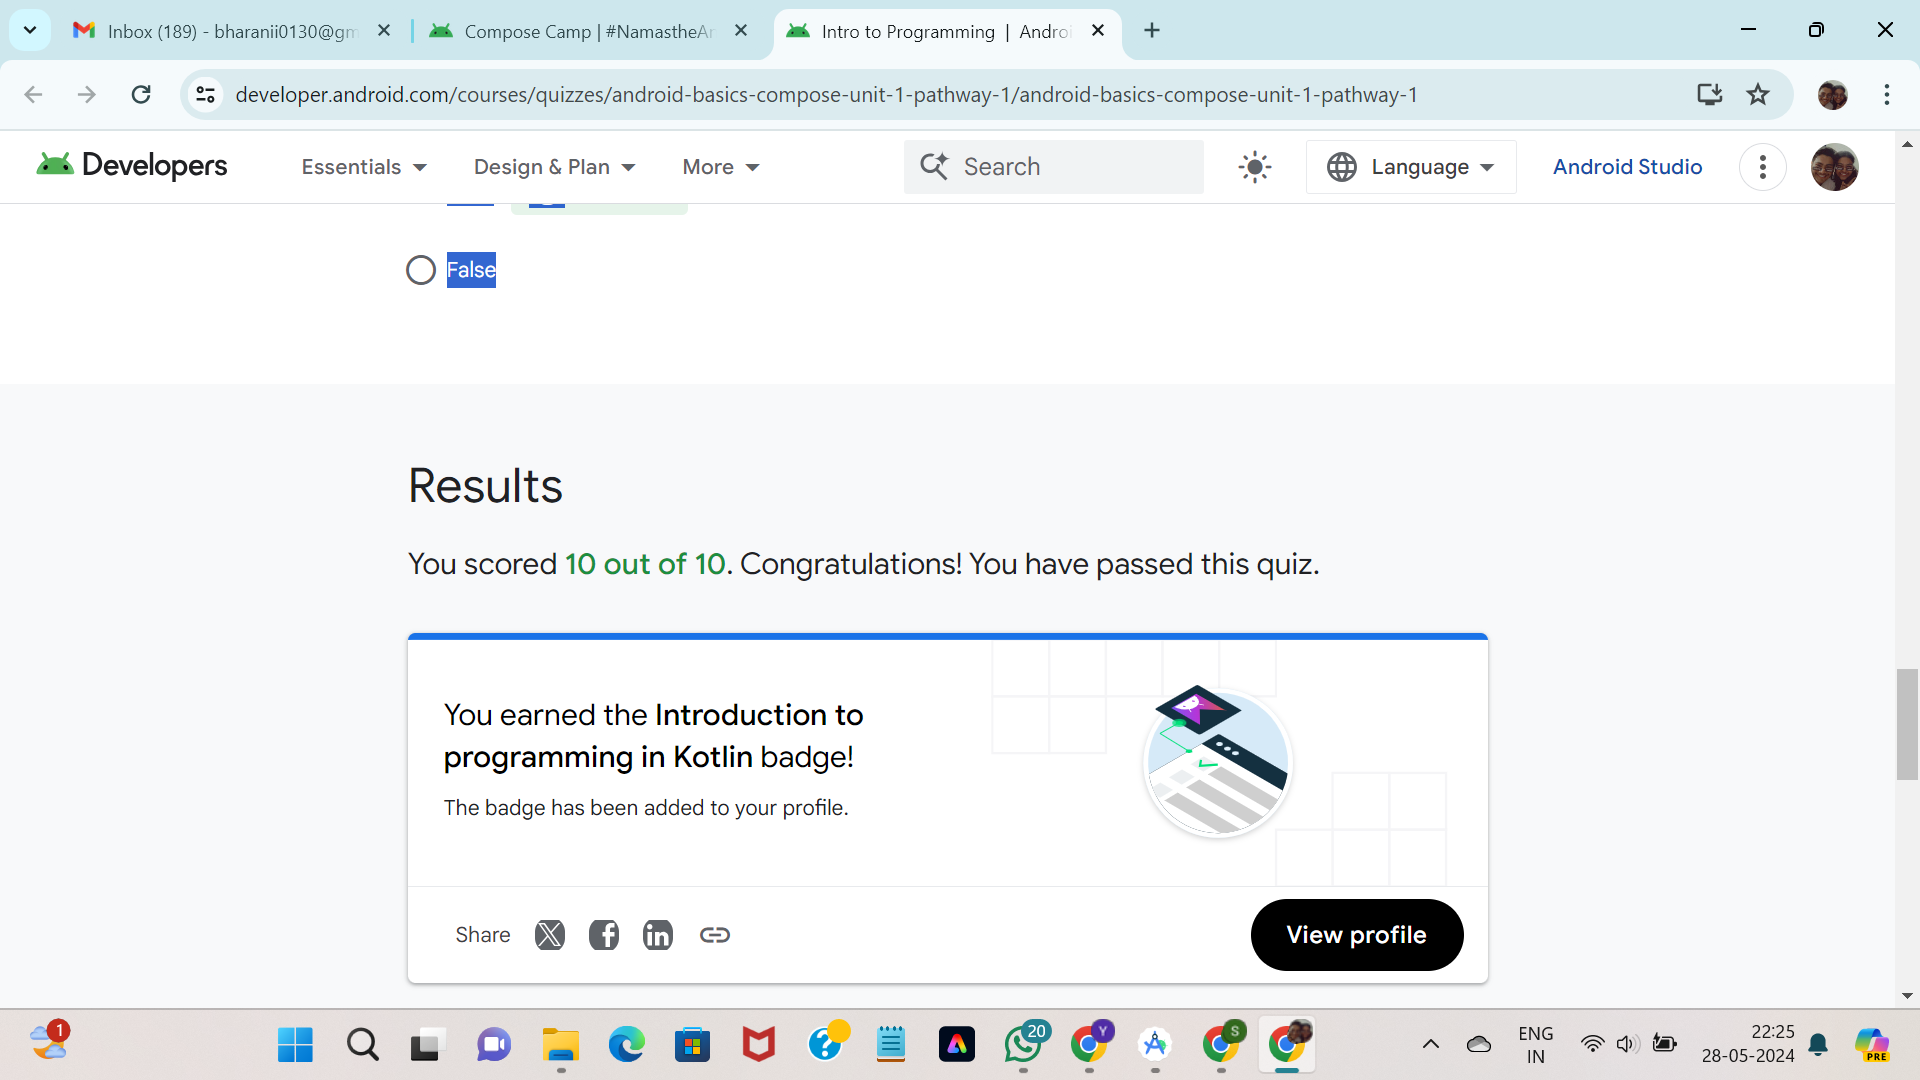 Inbox (189) - bharanii0130@gm
Compose Camp | #NamastheAn
Intro to Programming | Androi
developer.android.com/courses/quizzes/android-basics-compose-unit-1-pathway-1/android-basics-compose-unit-1-pathway-1
Developers
Essentials
Design & Plan
More
Search
Language
Android Studio
False
Results
You scored 10 out of 10. Congratulations! You have passed this quiz.
You earned the Introduction to
programming in Kotlin badge!
The badge has been added to your profile.
Share
View profile
1
20
Y
S
ENG
IN
22:25
28-05-2024
PRE